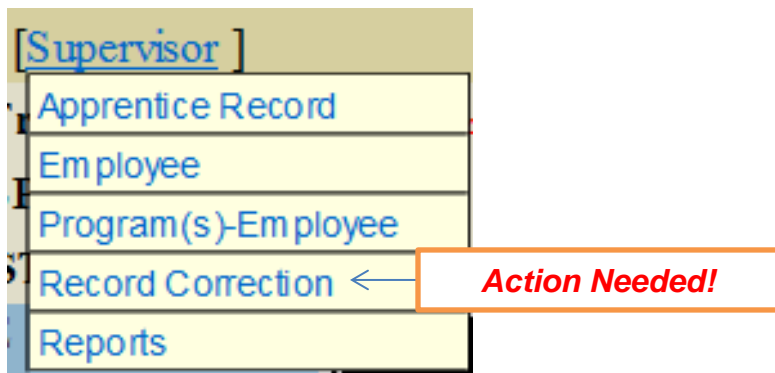 [Supervisor ]
Apprentice Record
Employee
Program(s)-Employee
Record Correction
Action Needed!
Reports